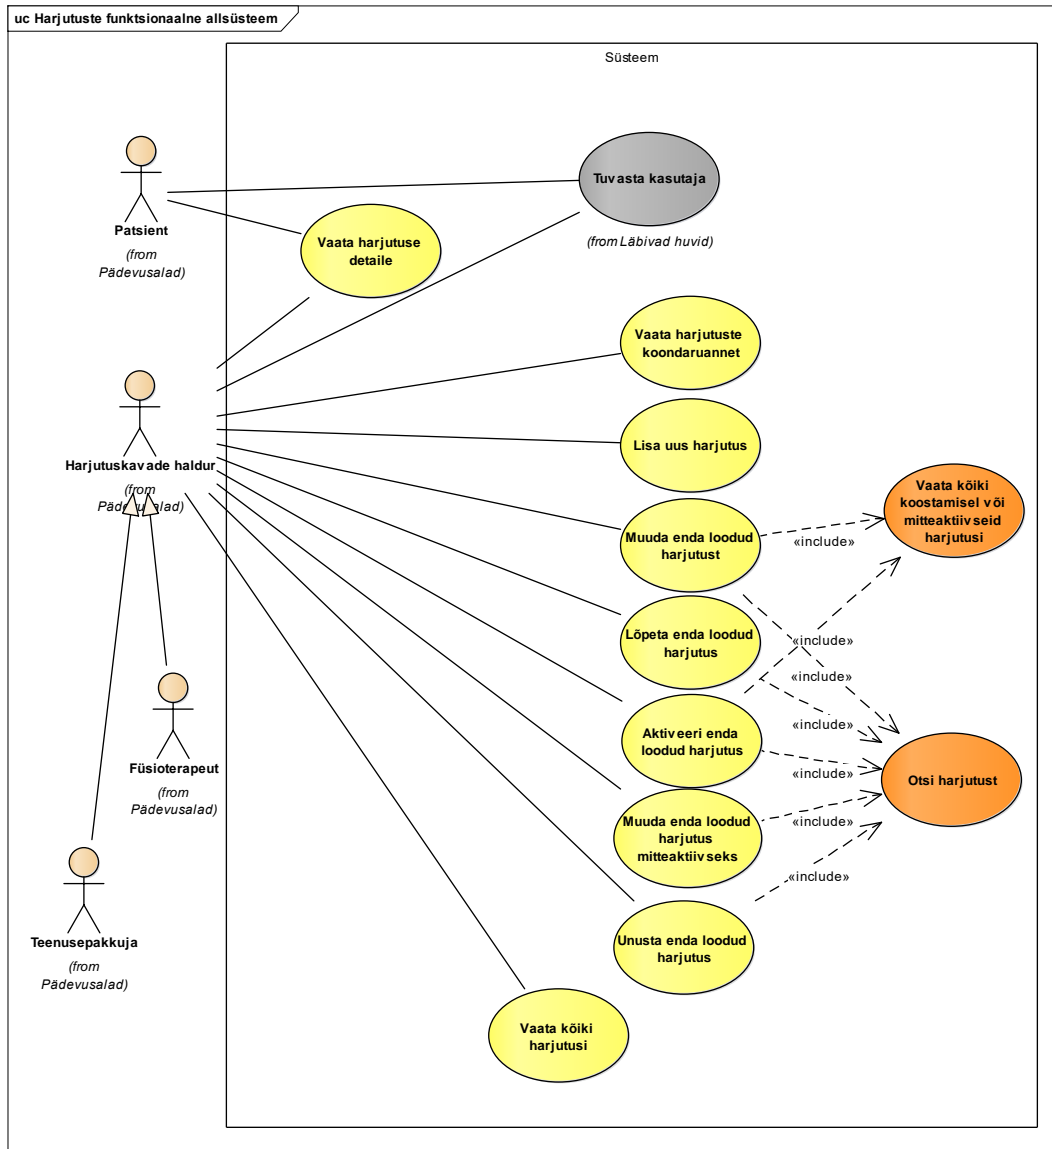 uc Harjutuste funktsionaalne allsüsteem
Süsteem
Patsient
(from
Pädevusalad)
Tuvasta kasutaja
(from Läbivad huvid)
Vaata harjutuse
detaile
Vaata harjutuste
koondaruannet
Harjutuskavade haldur
(from
Pädevusalad)
Lisa uus harjutus
Vaata kõiki
koostamisel või
mitteaktiivseid
harjutusi
Muuda enda loodud
harjutust
«include»
Lõpeta enda loodud
harjutus
«include»
«include»
Aktiveeri enda
loodud harjutus
«include»
«include»
Füsioterapeut
(from
Pädevusalad)
Otsi harjutust
Muuda enda loodud
harjutus
mitteaktiivseks
«include»
«include»
Teenusepakkuja
(from
Pädevusalad)
Unusta enda loodud
harjutus
Vaata kõiki
harjutusi